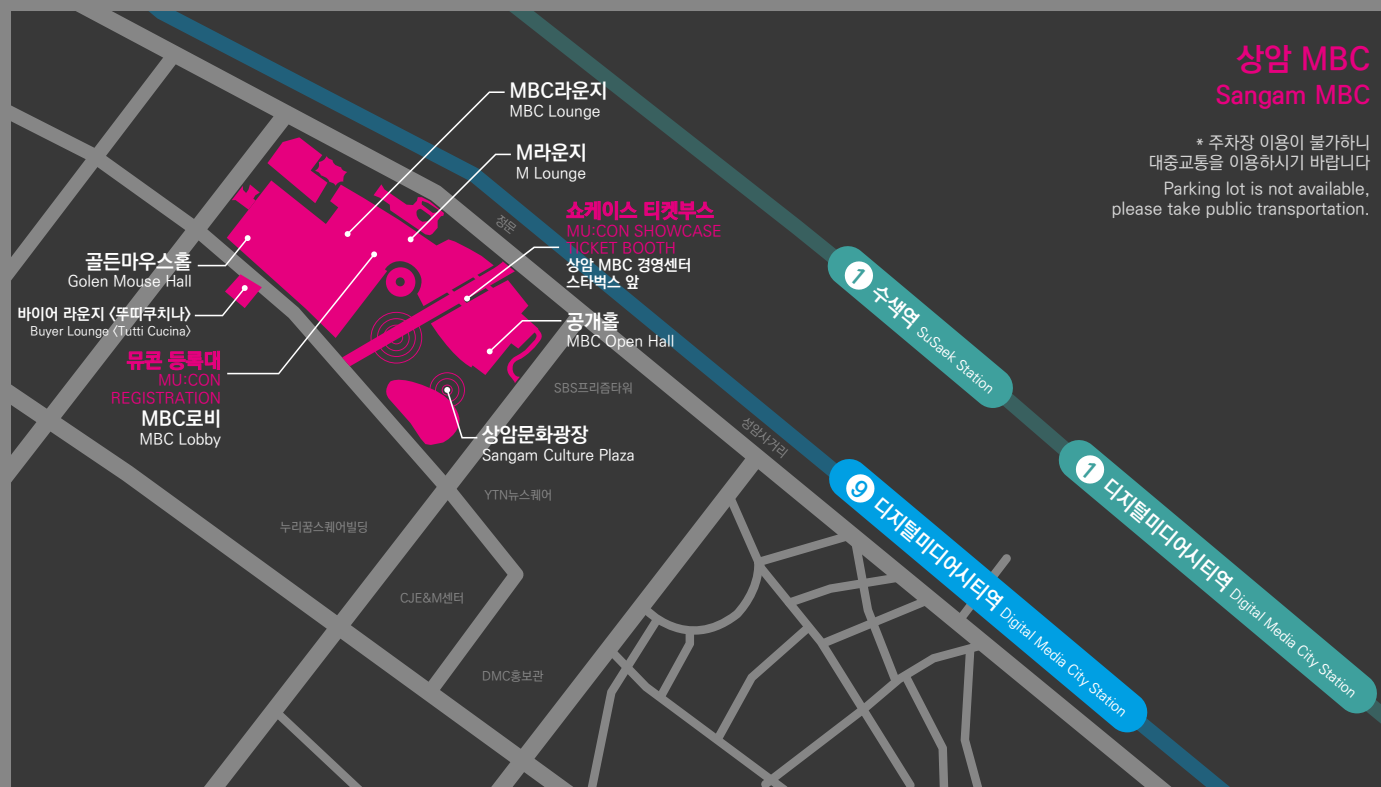 상암 MBC
Sangam MBC
* 주차장 이용이 불가하니
대중교통을 이용하시기 바랍니다
Parking lot is not available,
please take public transportation.
MBC라운지
MBC Lounge
M라운지
M Lounge
정문
쇼케이스 티켓부스
MU:CON SHOWCASE
TICKET BOOTH
상암 MBC 경영센터
스타벅스 앞
골든마우스홀
Golen Mouse Hall
바이어 라운지 〈뚜띠쿠치나〉
Buyer Lounge 〈Tutti Cucina〉
뮤콘 등록대
MU:CON
REGISTRATION
MBC로비
MBC Lobby
공개홀
MBC Open Hall
SBS프리즘타워
상암문화광장
Sangam Culture Plaza
성암사거리
YTN뉴스퀘어
누리꿈스퀘어빌딩
CJE&M센터
DMC홍보관
1 수색역 SuSaek Station
1 디지털미디어시티역 Digital Media City Station
9 디지털미디어시티역 Digital Media City Station